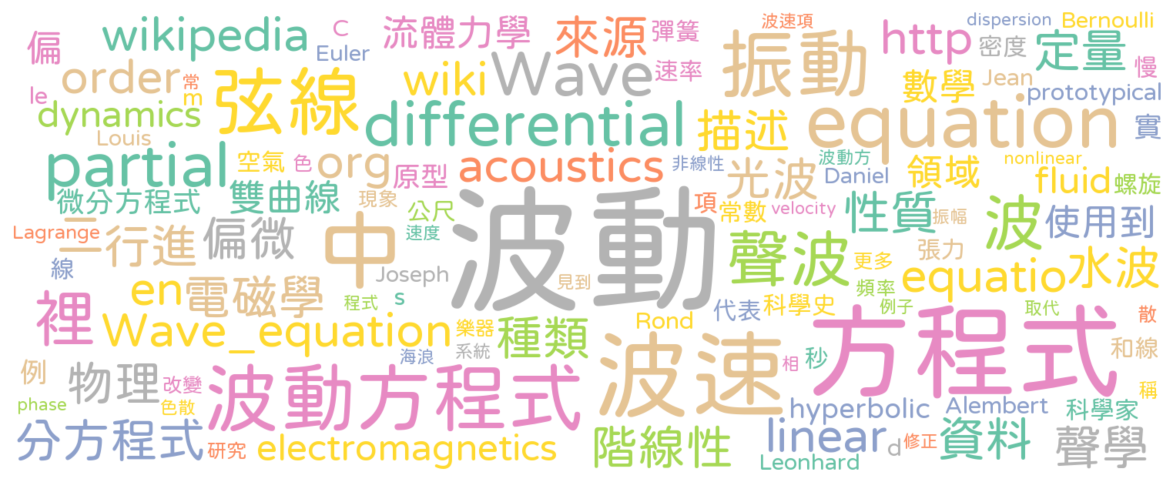 偏
wikipedia
C
Euler
流體力學
來源
彈簧
波速項
http
dispersion
Bernoulli
密度
定量
慢
order
常
m
弦線
wiki
Wave
速率
振動
數學
Jean
prototypical
le
dynamics
Louis
differential
描述
equation
實
partial
空氣
色
org
原型
acoustics
非線性
光波
波動方
Daniel
領域
nonlinear
fluid
螺旋
微分方程式
雙曲線
現象
公尺
項
常數
velocity
性質
振幅
波
使用到
Lagrange
二
行進
偏微
中
速度
波動
聲波
張力
線
en
電磁學
Joseph
見到
更多
equatio
水波
裡
程式
s
頻率
例子
取代
Wave_equation
樂器
種類
Rond
代表
科學史
方程式
散
海浪
系統
波速
相
秒
和線
例
物理
改變
波動方程式
稱
phase
色散
hyperbolic
Alembert
科學家
分方程式
研究
electromagnetics
階線性
linear
d
修正
資料
聲學
Leonhard